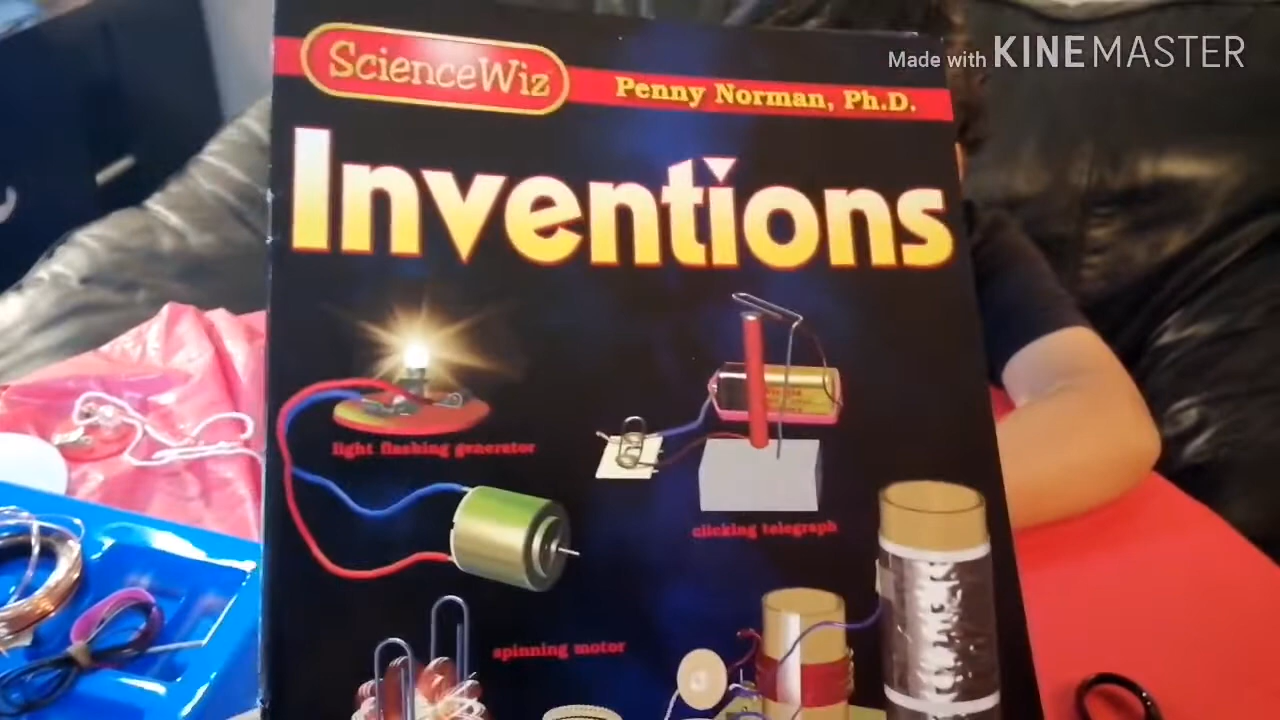 Made with KINEMASTER
ScienceWiz
Penny Norman, Ph.D.
Inventions
light flashing generator
clicking telegraph
spinning motor